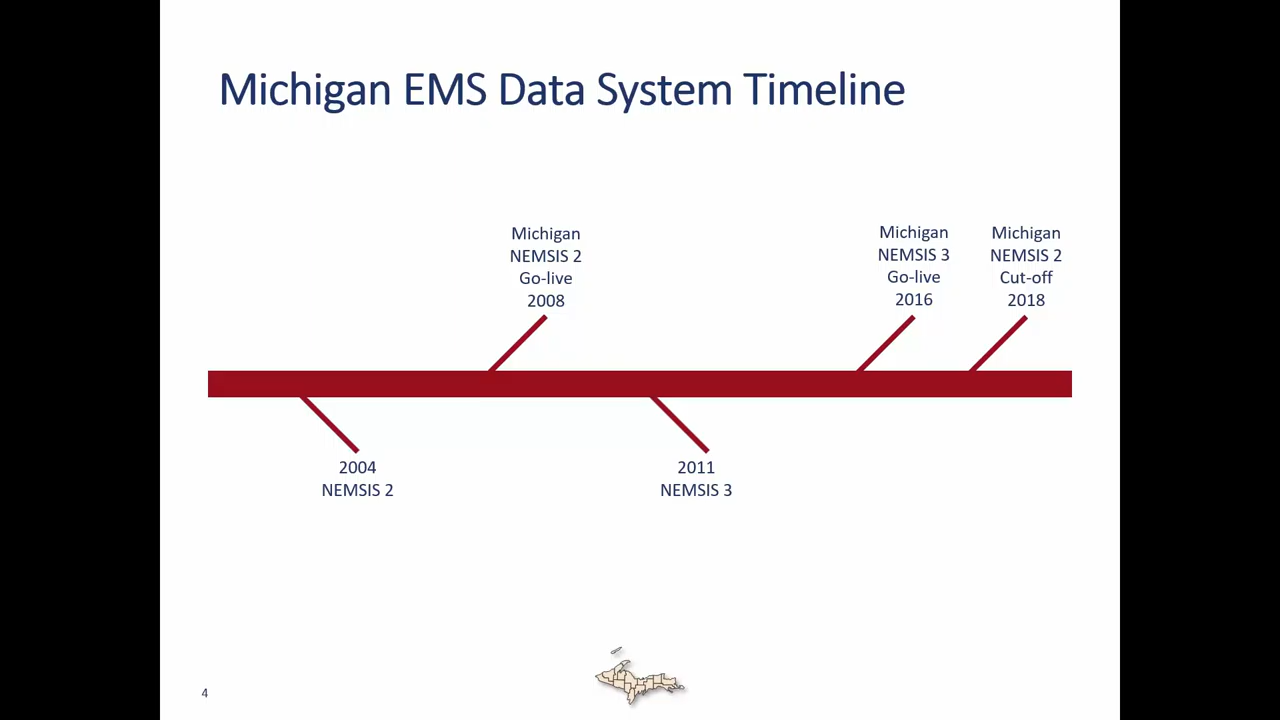 Michigan EMS Data System Timeline
Michigan
NEMSIS 2
Go-live
2008
Michigan
NEMSIS 3
Go-live
2016
Michigan
NEMSIS 2
Cut-off
2018
2004
NEMSIS 2
2011
NEMSIS 3
4